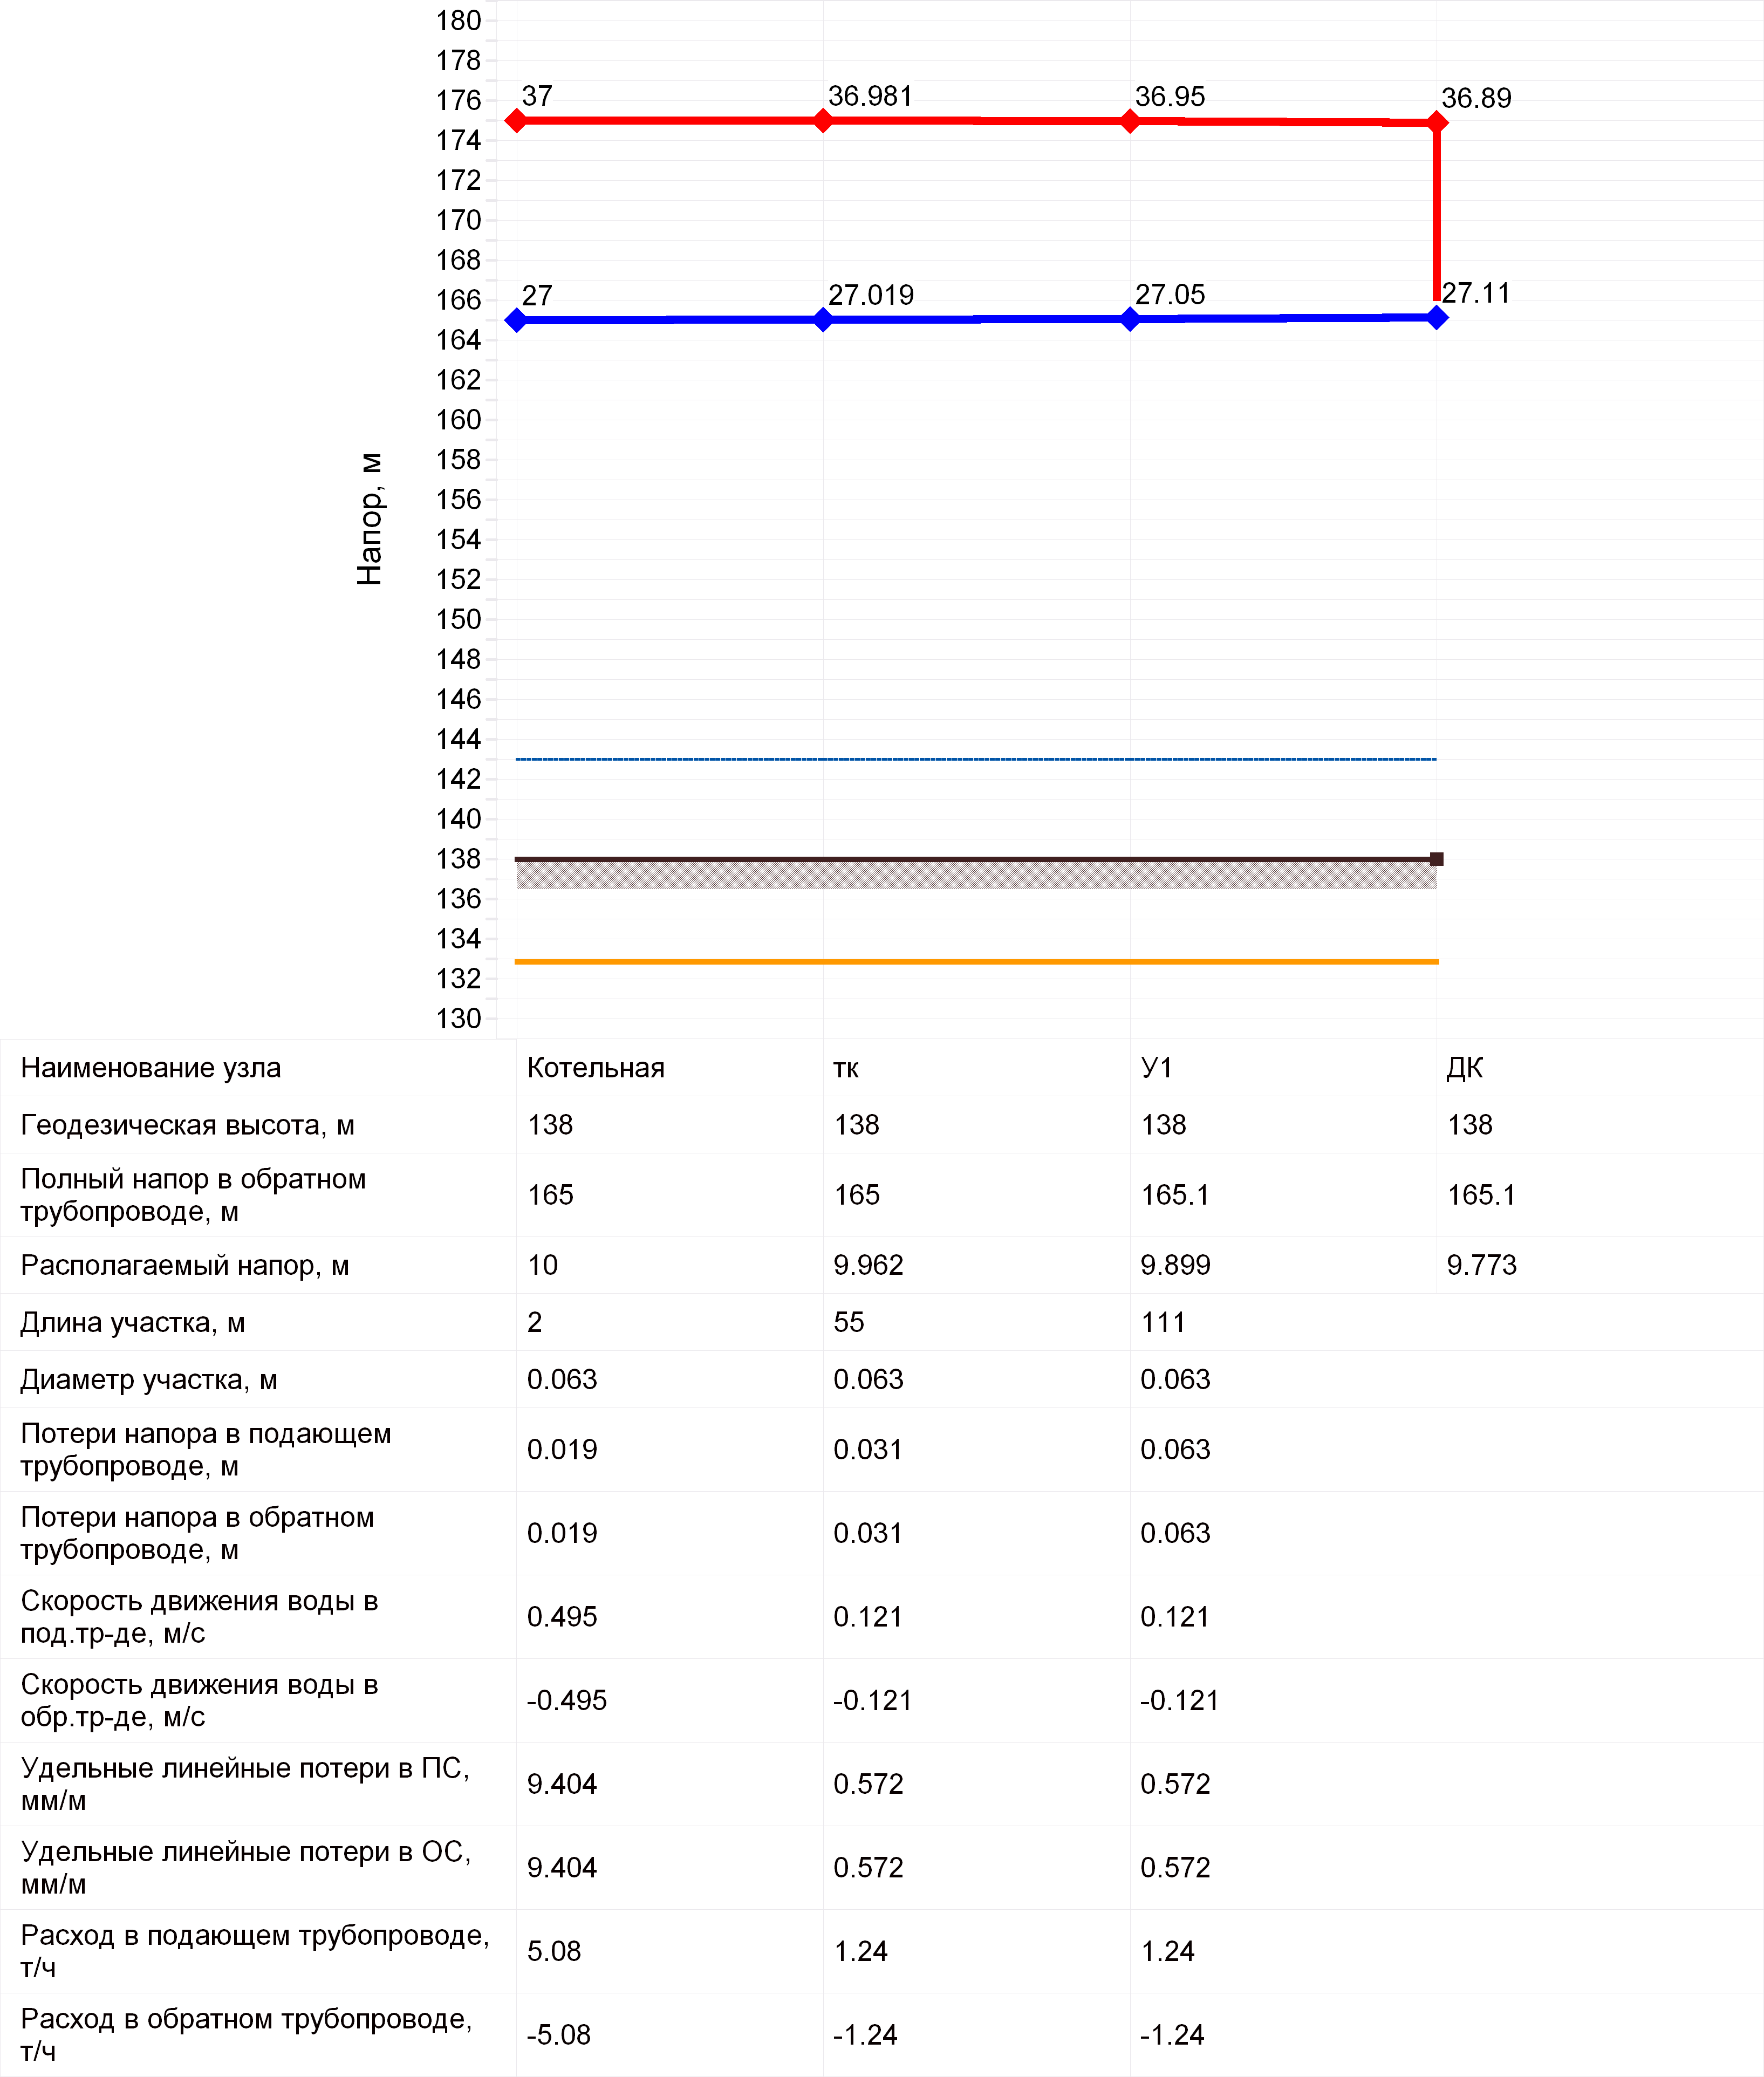 180
178
176
174
172
170
168
166
164
162
160
158
156
154
152
150
148
146
144
142
140
138
136
134
132
130
Напор, м
37 36.981 36.95 36.89
27 27.019 27.05 27.11
Наименование узла Котельная тк У1 ДК
Геодезическая высота, м 138 138 138 138
Полный напор в обратном
трубопроводе, м 165 165 165.1 165.1
Располагаемый напор, м 10 9.962 9.899 9.773
Длина участка, м 2 55 111
Диаметр участка, м 0.063 0.063 0.063
Потери напора в подающем
трубопроводе, м 0.019 0.031 0.063
Потери напора в обратном
трубопроводе, м 0.019 0.031 0.063
Скорость движения воды в
под.тр-де, м/с 0.495 0.121 0.121
Скорость движения воды в
обр.тр-де, м/с -0.495 -0.121 -0.121
Удельные линейные потери в ПС,
мм/м 9.404 0.572 0.572
Удельные линейные потери в ОС,
мм/м 9.404 0.572 0.572
Расход в подающем трубопроводе,
т/ч 5.08 1.24 1.24
Расход в обратном трубопроводе,
т/ч -5.08 -1.24 -1.24